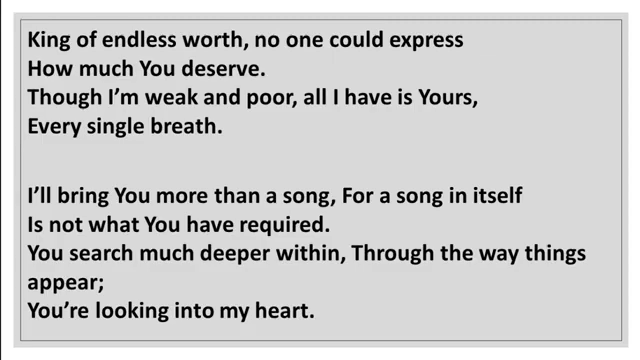 King of endless worth, no one could express
How much You deserve.
Though I'm weak and poor, all I have is Yours,
Every single breath.
I'll bring You more than a song, For a song in itself
Is not what You have required.
You search much deeper within, Through the way things
appear;
You're looking into my heart.